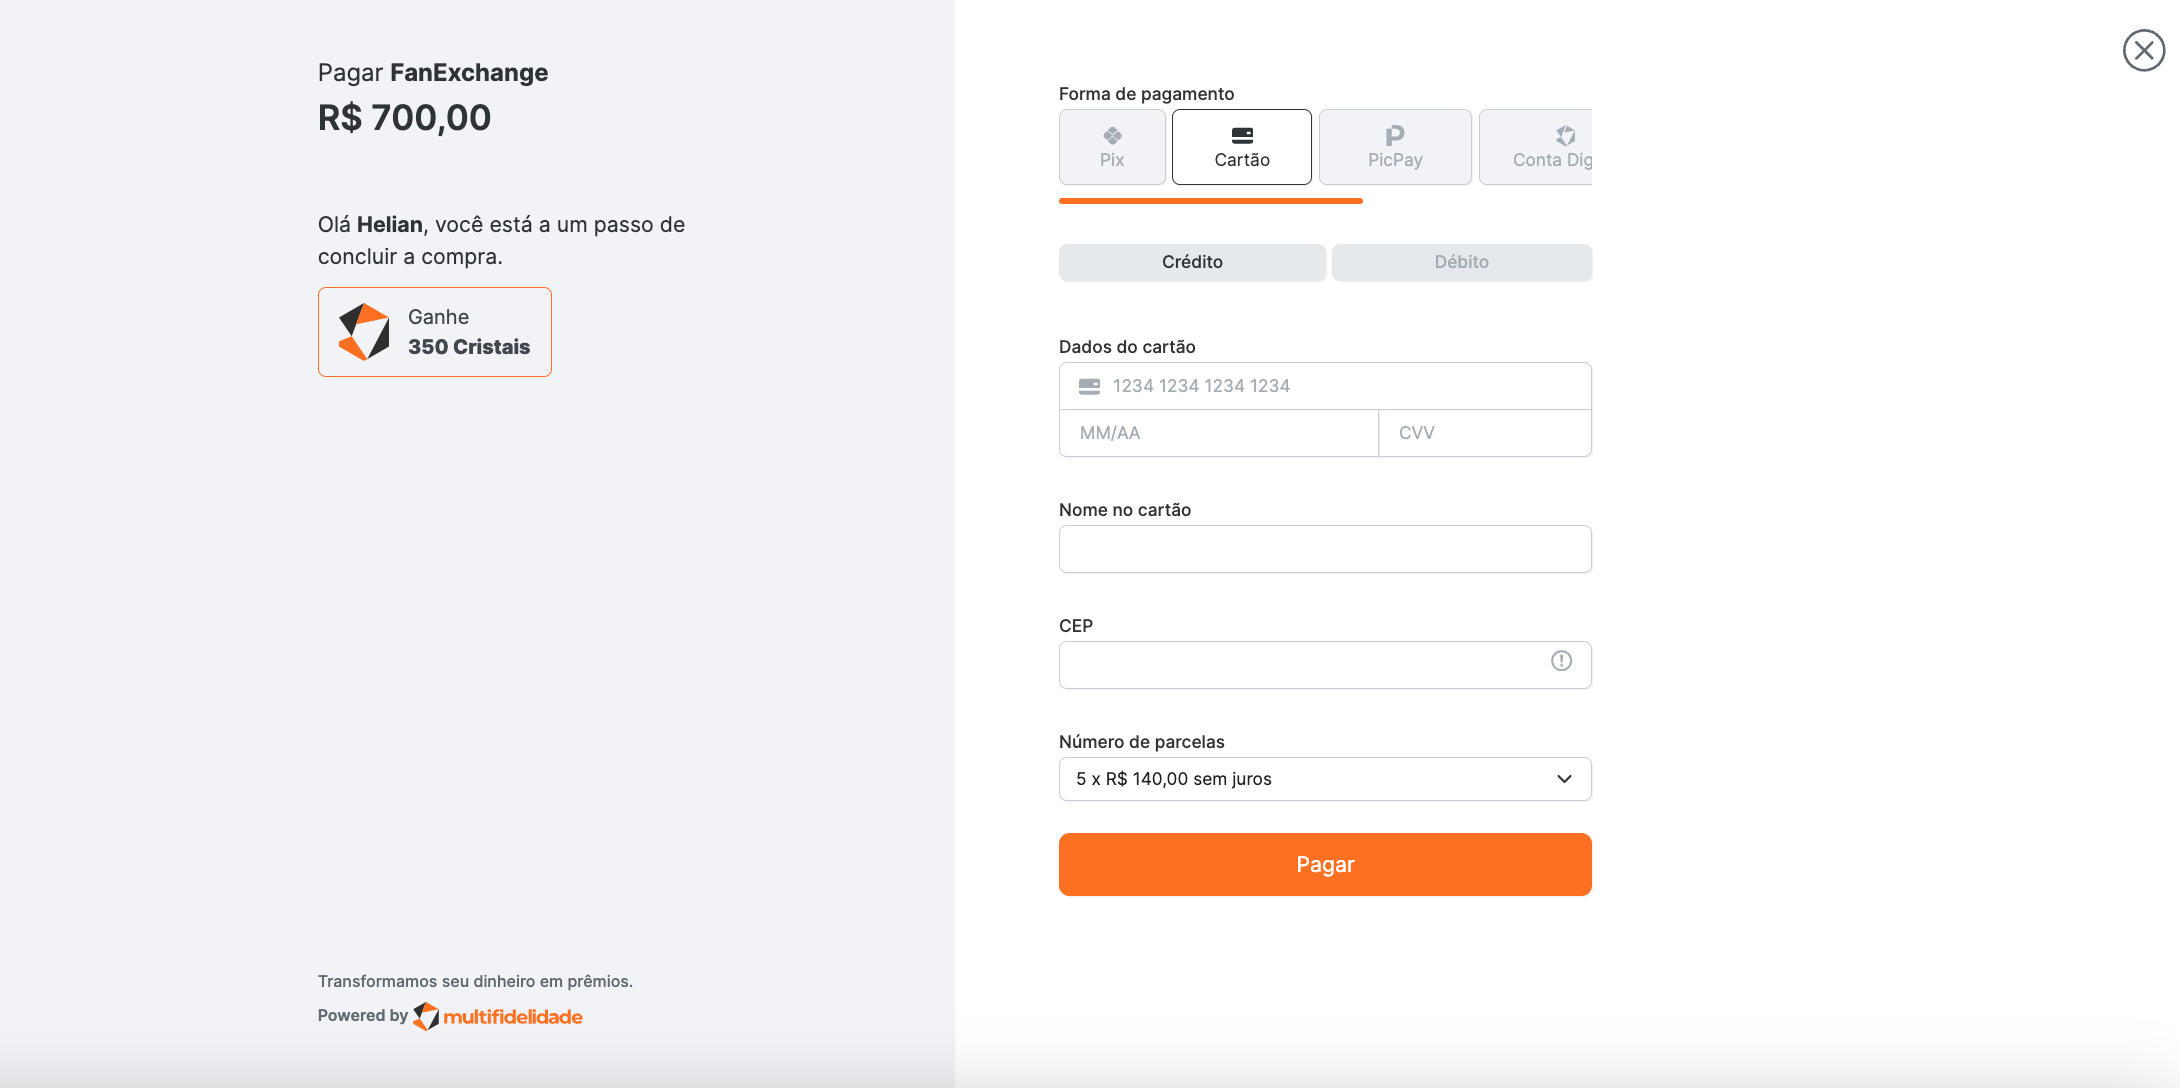 Pagar FanExchange
R$ 700,00
Olá Helian, você está a um passo de
concluir a compra.
Ganhe
350 Cristais
Transformamos seu dinheiro em prêmios.
Powered by multifidelidade
Forma de pagamento
Pix
Cartão
PicPay
Conta Dig
Crédito
Débito
Dados do cartão
1234 1234 1234 1234
MM/AA
CVV
Nome no cartão
CEP
Número de parcelas
5 x R$ 140,00 sem juros
Pagar